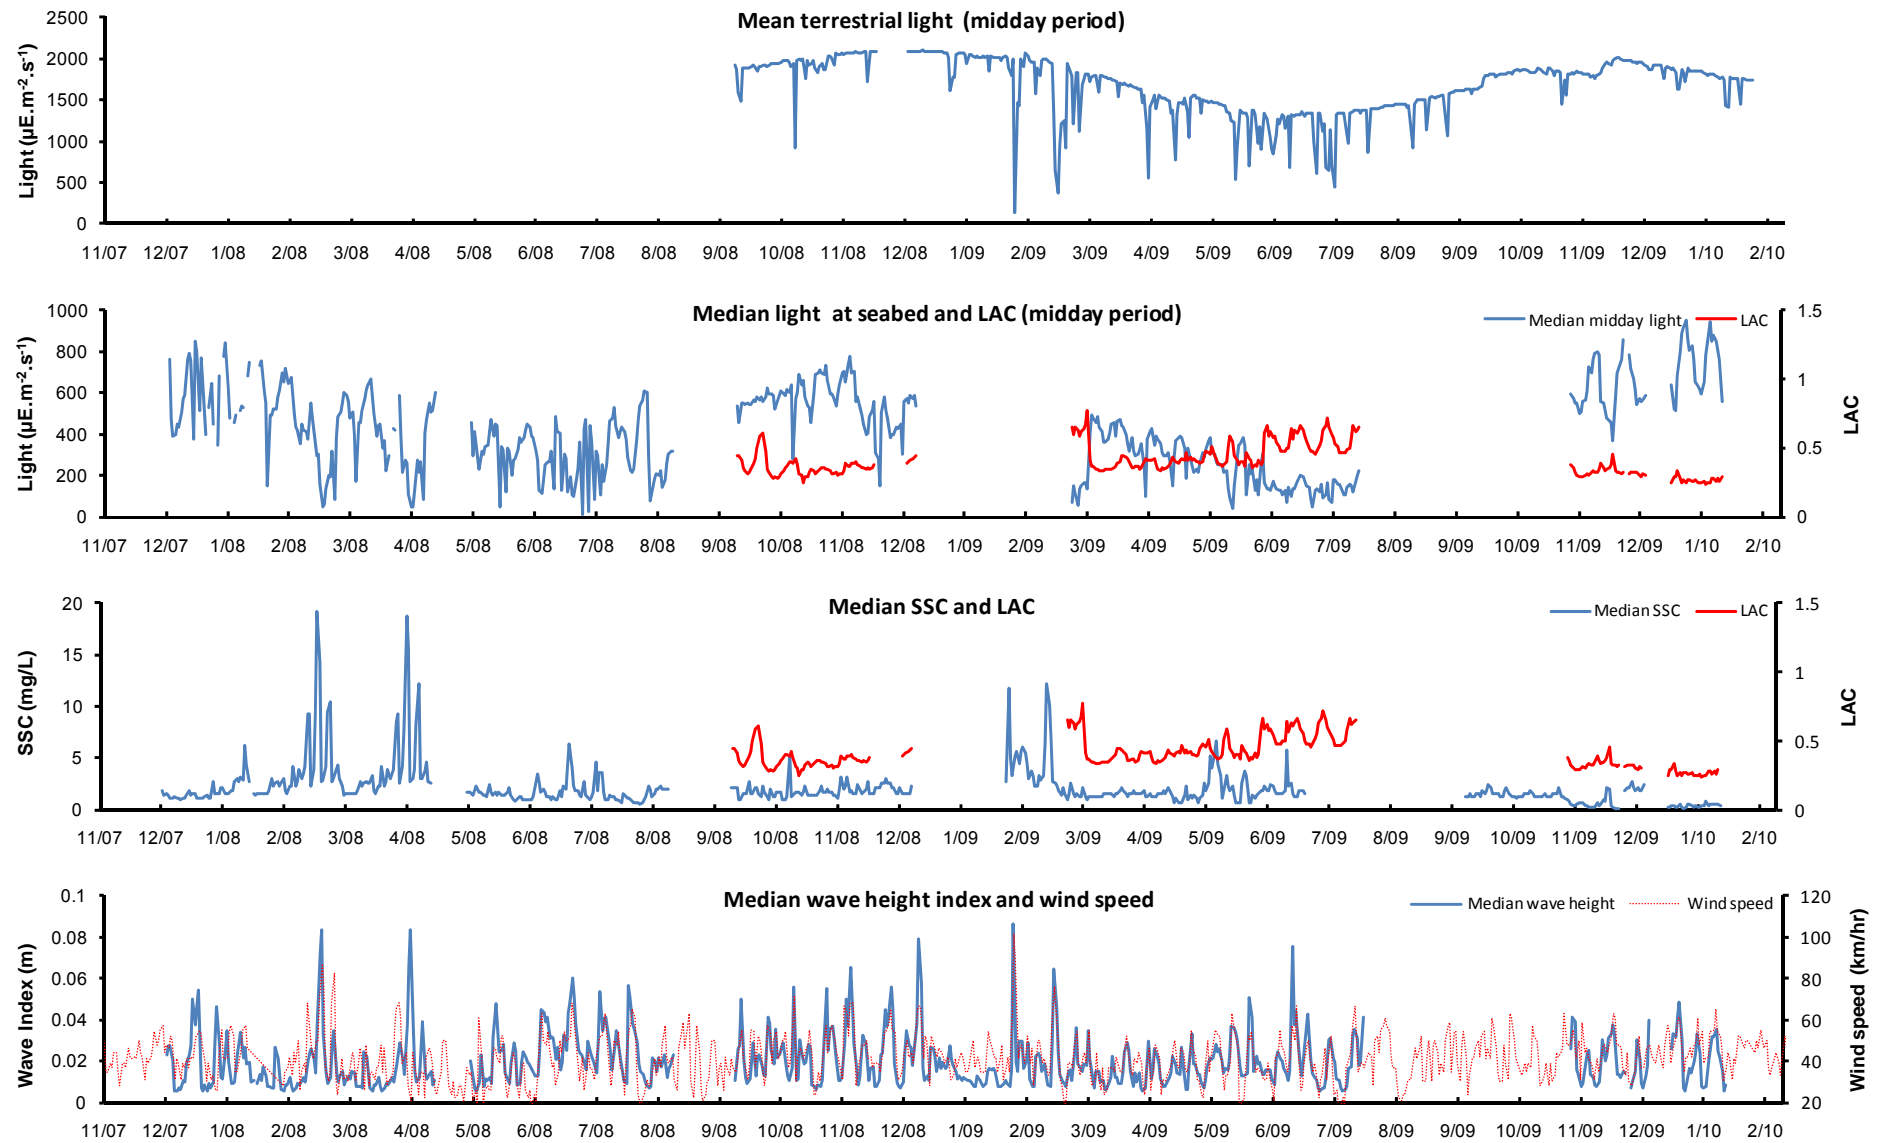 Mean terrestrial light (midday period)
Light (µE.m-2.s-1)
2500
2000
1500
1000
500
0
11/07 12/07 1/08 2/08 3/08 4/08 5/08 6/08 7/08 8/08 9/08 10/08 11/08 12/08 1/09 2/09 3/09 4/09 5/09 6/09 7/09 8/09 9/09 10/09 11/09 12/09 1/10 2/10
Median light at seabed and LAC (midday period)
Median midday light LAC
Light (µE.m-2.s-1)
1000
800
600
400
200
0
1.5
1
0.5
0
LAC
11/07 12/07 1/08 2/08 3/08 4/08 5/08 6/08 7/08 8/08 9/08 10/08 11/08 12/08 1/09 2/09 3/09 4/09 5/09 6/09 7/09 8/09 9/09 10/09 11/09 12/09 1/10 2/10
Median SSC and LAC
Median SSC LAC
SSC (mg/L)
20
15
10
5
0
1.5
1
0.5
0
LAC
11/07 12/07 1/08 2/08 3/08 4/08 5/08 6/08 7/08 8/08 9/08 10/08 11/08 12/08 1/09 2/09 3/09 4/09 5/09 6/09 7/09 8/09 9/09 10/09 11/09 12/09 1/10 2/10
Median wave height index and wind speed
Median wave height Wind speed
Wave Index (m)
0.1
0.08
0.06
0.04
0.02
0
120
100
80
60
40
20
Wind speed (km/hr)
11/07 12/07 1/08 2/08 3/08 4/08 5/08 6/08 7/08 8/08 9/08 10/08 11/08 12/08 1/09 2/09 3/09 4/09 5/09 6/09 7/09 8/09 9/09 10/09 11/09 12/09 1/10 2/10